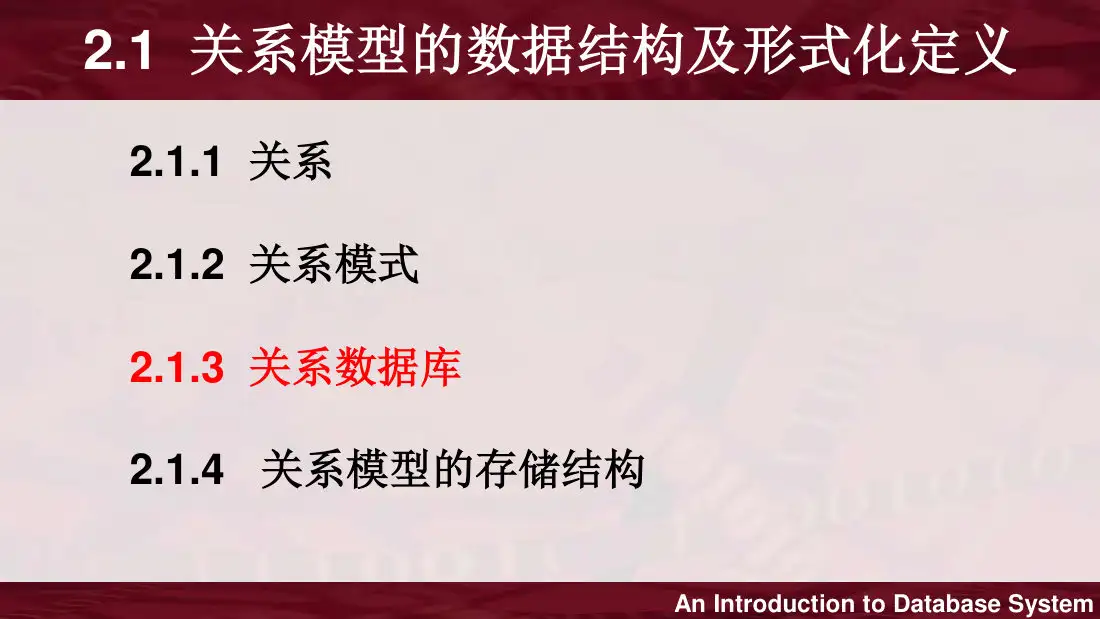 2.1 关系模型的数据结构及形式化定义
2.1.1 关系
2.1.2 关系模式
2.1.3 关系数据库
2.1.4 关系模型的存储结构
An Introduction to Database System